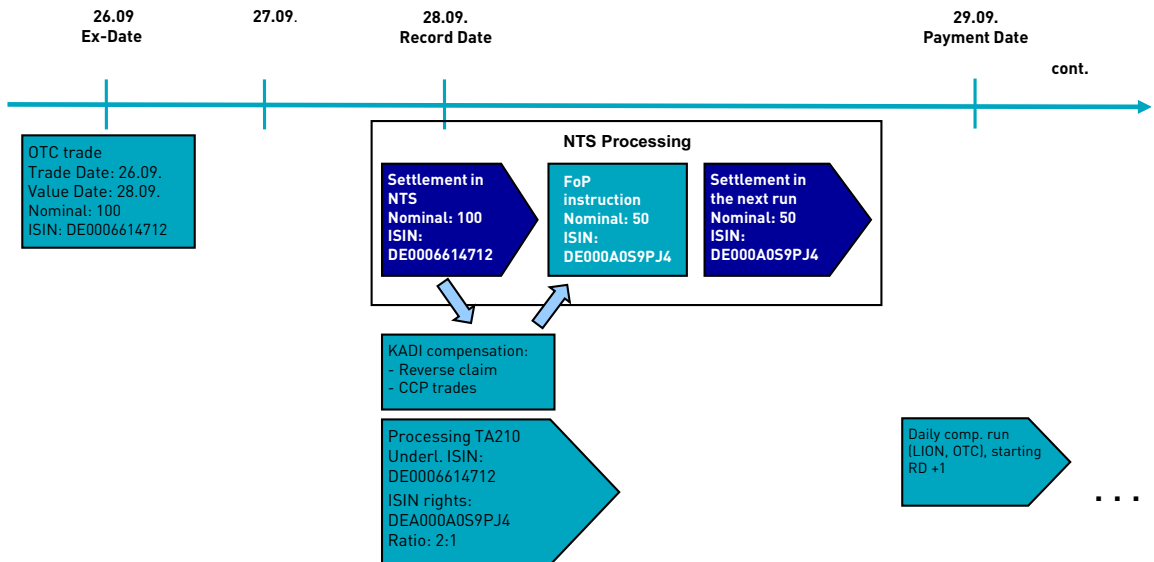 26.09
Ex-Date
27.09.
28.09.
Record Date
29.09.
Payment Date
cont.
OTC trade
Trade Date: 26.09.
Value Date: 28.09.
Nominal: 100
ISIN: DE0006614712
NTS Processing
Settlement in
NTS
Nominal: 100
ISIN:
DE0006614712
FoP
instruction
Nominal: 50
ISIN:
DE000A0S9PJ4
Settlement in
the next run
Nominal: 50
ISIN:
DE000A0S9PJ4
KADI compensation:
- Reverse claim
- CCP trades
Processing TA210
Underl. ISIN:
DE0006614712
ISIN rights:
DEA000A0S9PJ4
Ratio: 2:1
Daily comp. run
(LION, OTC), starting
RD +1
. . .